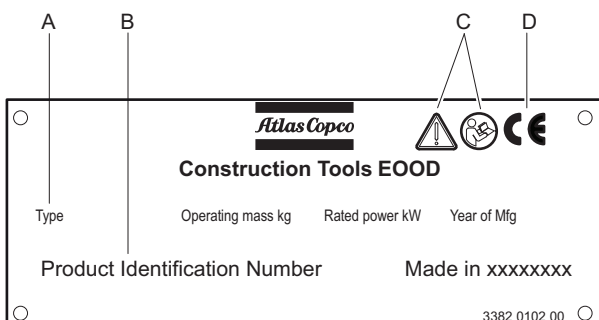 A B C D
Atlas Copco
CE
Construction Tools EOOD
Type Operating mass kg Rated power kW Year of Mfg
Product Identification Number Made in xxxxxxxx
3382 0102 00